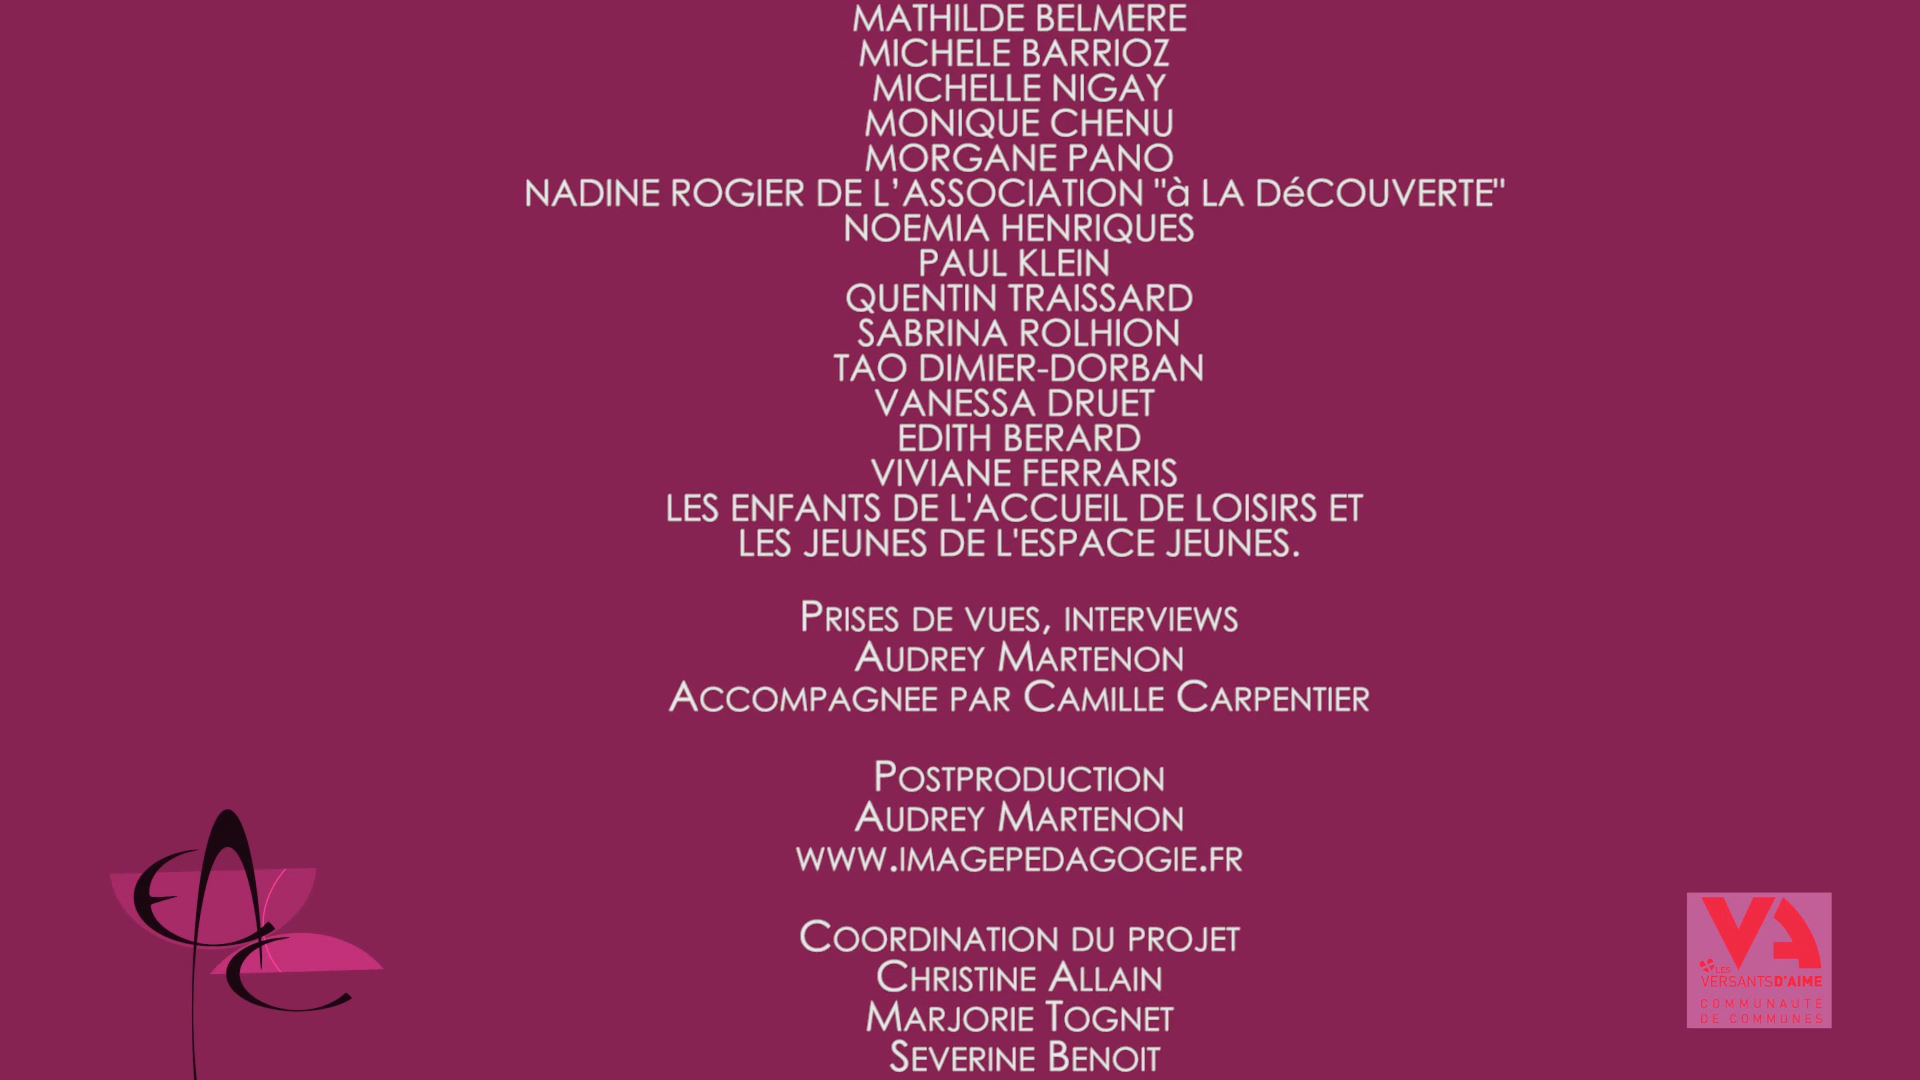 MATHILDE BELMERE
MICHELE BARRIOZ
MICHELLE NIGAY
MONIQUE CHENU
MORGANE PANO
NADINE ROGIER DE L’ASSOCIATION "à LA DéCOUVERTE"
NOEMIA HENRIQUES
PAUL KLEIN
QUENTIN TRAISSARD
SABRINA ROLHION
TAO DIMIER-DORBAN
VANESSA DRUET
EDITH BERARD
VIVIANE FERRARIS
LES ENFANTS DE L'ACCUEIL DE LOISIRS ET
LES JEUNES DE L'ESPACE JEUNES.
PRISES DE VUES, INTERVIEWS
AUDREY MARTENON
ACCOMPAGNEE PAR CAMILLE CARPENTIER
POSTPRODUCTION
AUDREY MARTENON
WWW.IMAGEPEDAGOGIE.FR
COORDINATION DU PROJET
CHRISTINE ALLAIN
MARJORIE TOGNET
SEVERINE BENOIT
EAC
VA
LES
VERSANTS D'AIME
COMMUNAUTÉ
DE COMMUNES